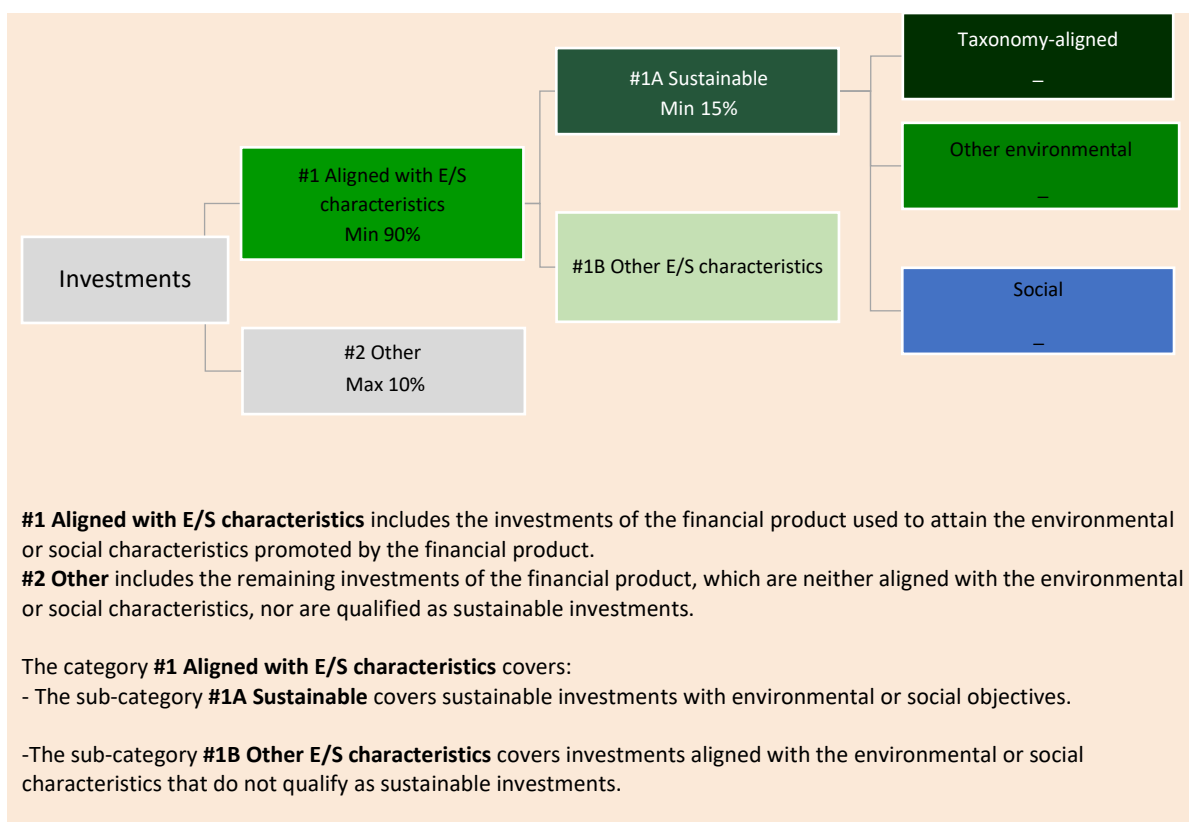 Investments
#1 Aligned with E/S
characteristics
Min 90%
#2 Other
Max 10%
#1A Sustainable
Min 15%
#1B Other E/S characteristics
Taxonomy-aligned
_
Other environmental
_
Social
_
#1 Aligned with E/S characteristics includes the investments of the financial product used to attain the environmental
or social characteristics promoted by the financial product.
#2 Other includes the remaining investments of the financial product, which are neither aligned with the environmental
or social characteristics, nor are qualified as sustainable investments.
The category #1 Aligned with E/S characteristics covers:
- The sub-category #1A Sustainable covers sustainable investments with environmental or social objectives.
-The sub-category #1B Other E/S characteristics covers investments aligned with the environmental or social
characteristics that do not qualify as sustainable investments.